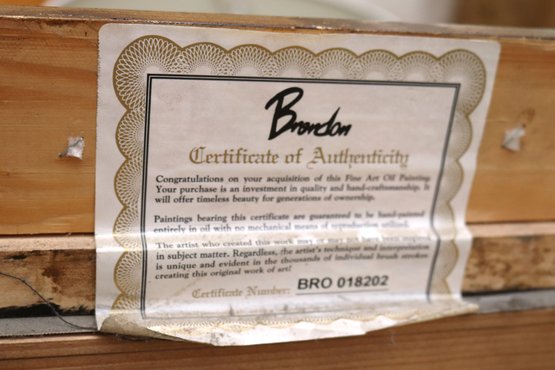 Brandon
Certificate of Authenticity
Congratulations on your acquisition of this Fine Art Oil Painting.
Your purchase is an investment in quality and hand-craftsmanship. It
will offer timeless beauty for generations of ownership.
Paintings bearing this certificate are guaranteed to be hand-painted
entirely in oil with no mechanical means of reproduction utilized.
The artist who created this work may or may not have been inspired
in subject matter. Regardless, the artist's technique and interpretation
is unique and evident in the thousands of individual brush strokes
creating this original work of art!
Certificate Number: BRO 018202